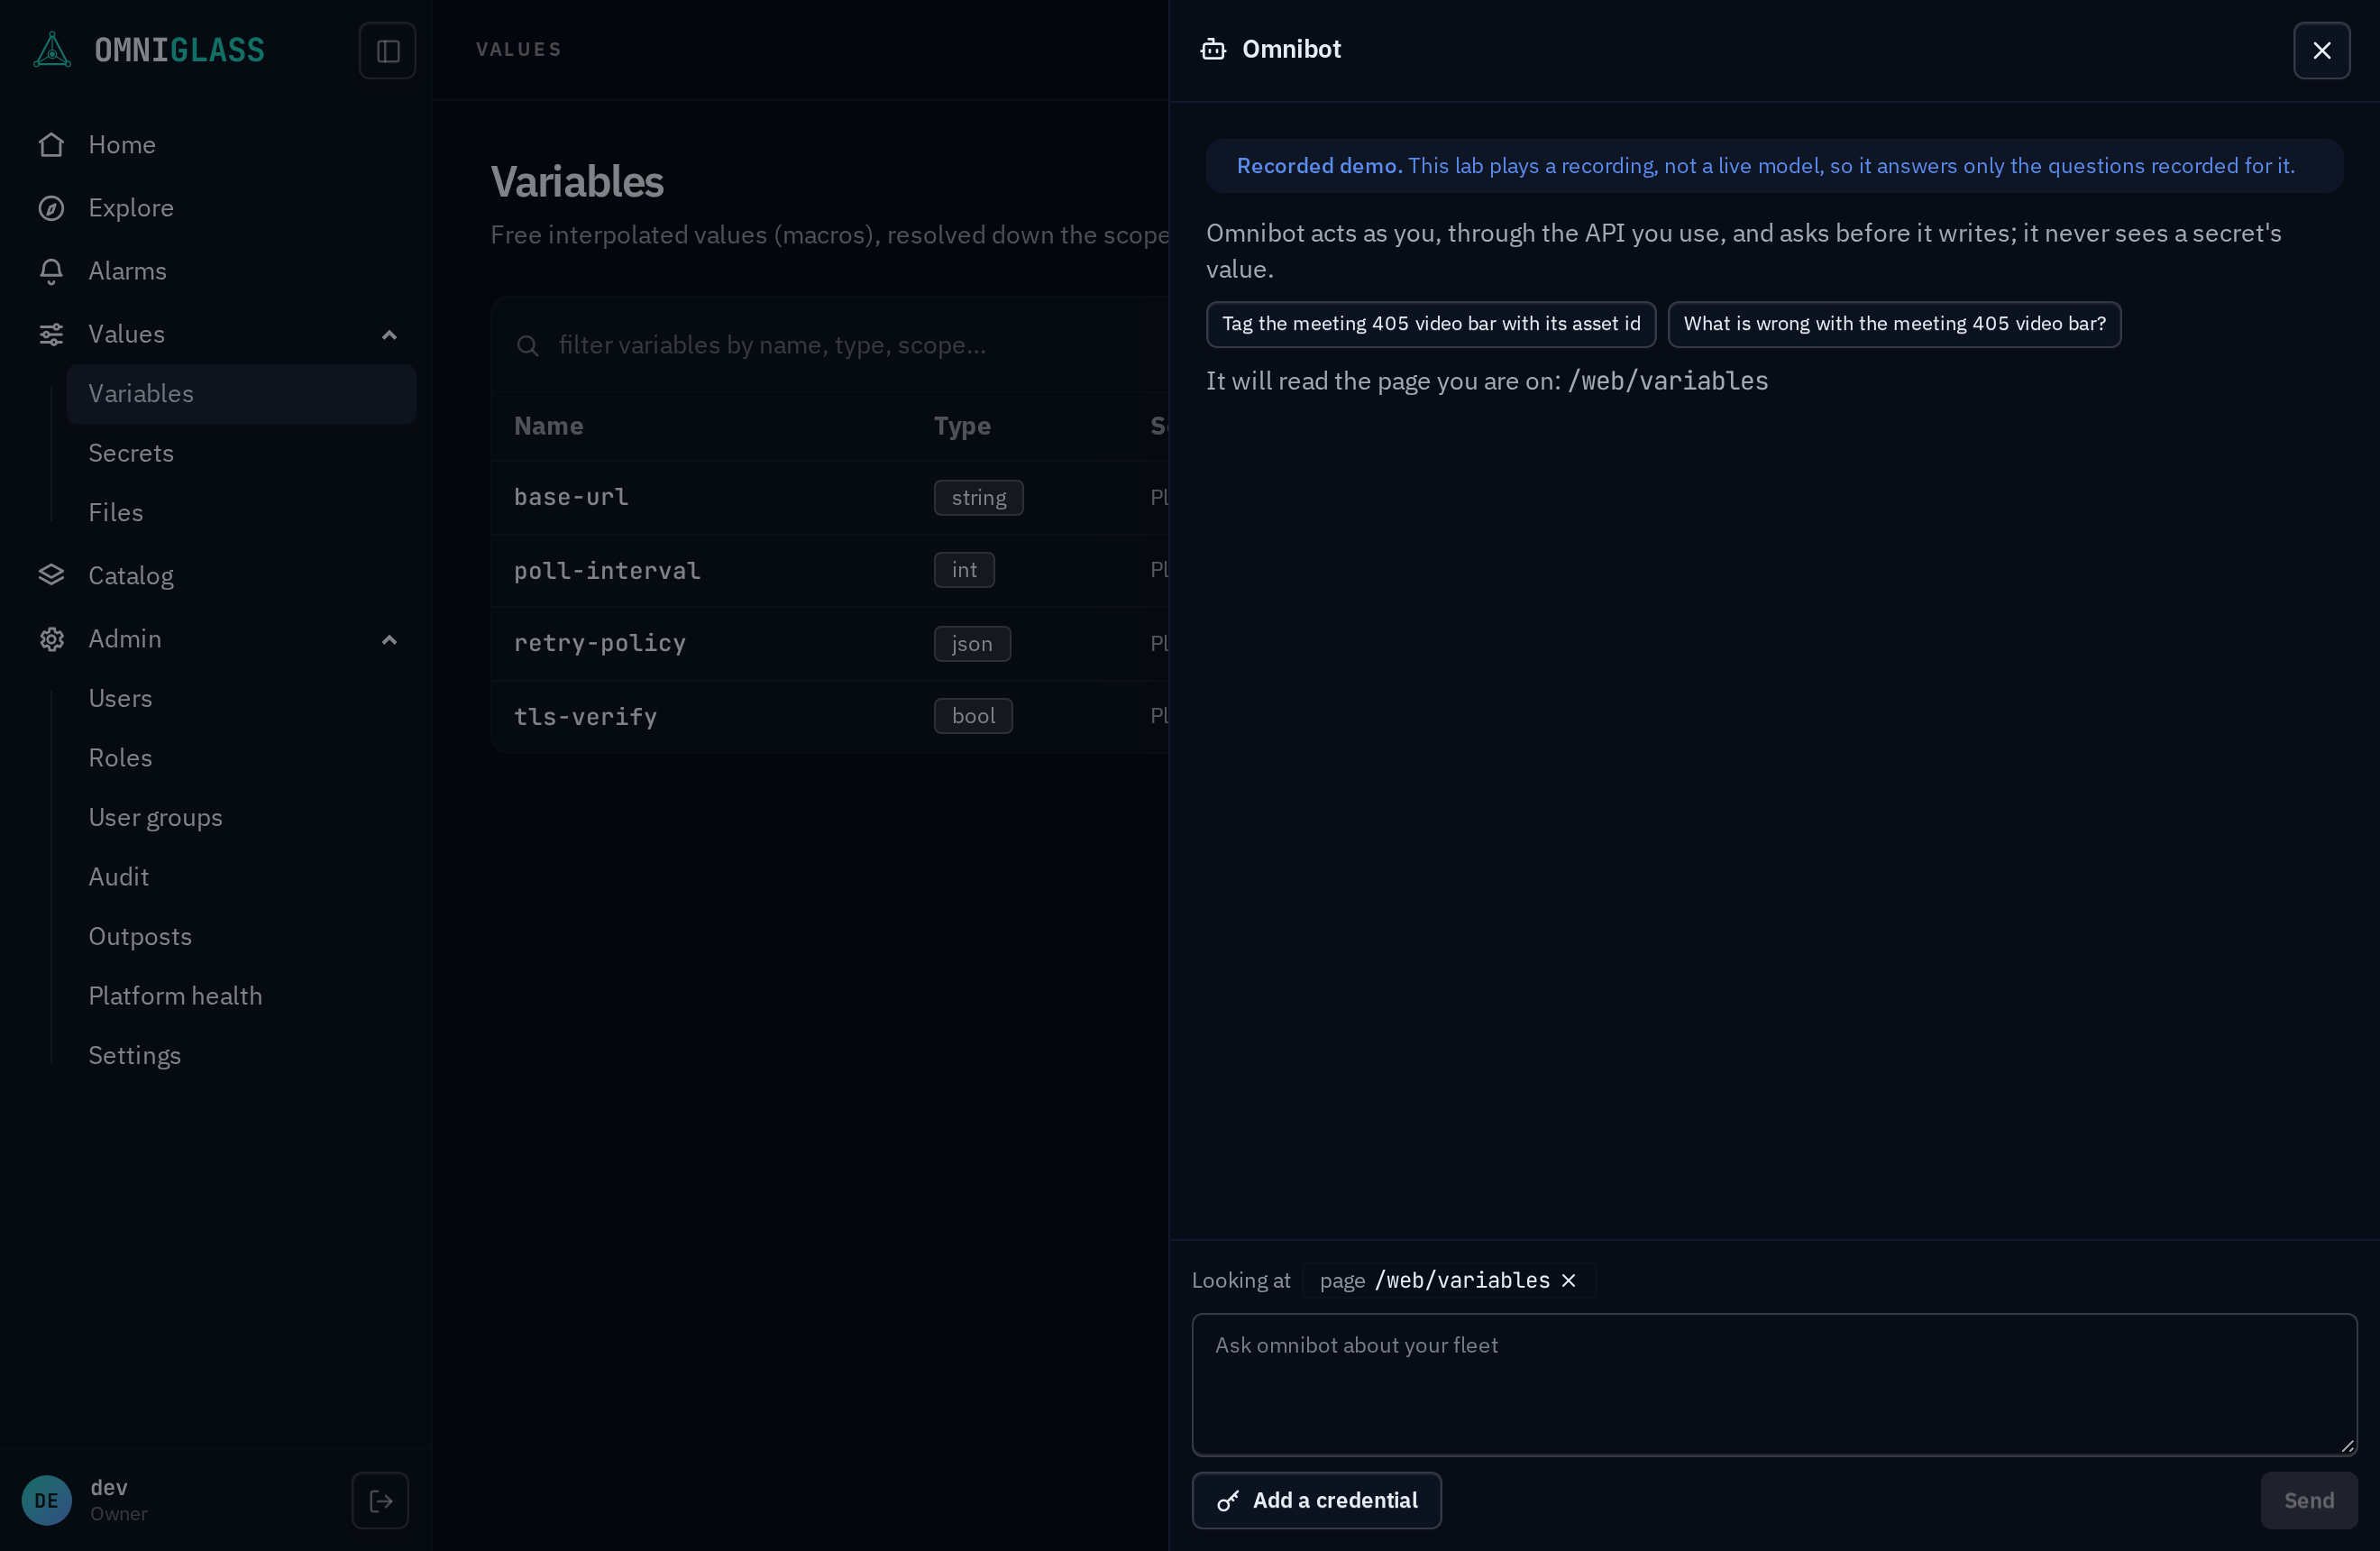 OMNIGLASS
Home
Explore
Alarms
Values
Variables
Secrets
Files
Catalog
Admin
Users
Roles
User groups
Audit
Outposts
Platform health
Settings
DE
dev
Owner
VALUES
Variables
Free interpolated values (macros), resolved down the scope
filter variables by name, type, scope...
Name Type
base-url string
poll-interval int
retry-policy json
tls-verify bool
Omnibot
Recorded demo. This lab plays a recording, not a live model, so it answers only the questions recorded for it.
Omnibot acts as you, through the API you use, and asks before it writes; it never sees a secret's
value.
Tag the meeting 405 video bar with its asset id What is wrong with the meeting 405 video bar?
It will read the page you are on: /web/variables
Looking at page /web/variables
Ask omnibot about your fleet
Add a credential Send